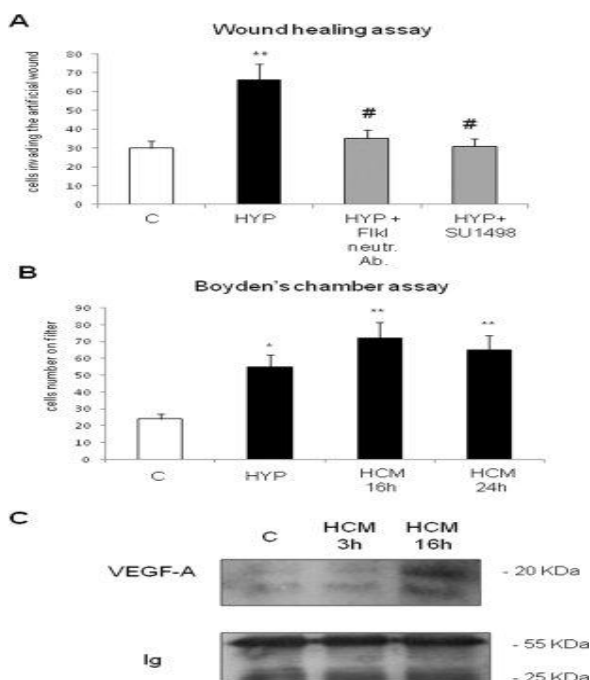 A
Wound healing assay
cells invading the artificial wound
80
70
60
50
40
30
20
10
0
**
#
#
C
HYP
HYP +
FlkI
neutr.
Ab.
HYP+
SU1498
B
Boyden's chamber assay
cells number on filter
90
80
70
60
50
40
30
20
10
0
*
**
**
C
HYP
HCM
16h
HCM
24h
C
C
HCM
3h
HCM
16h
VEGF-A
- 20 KDa
Ig
- 55 KDa
- 25 KDa